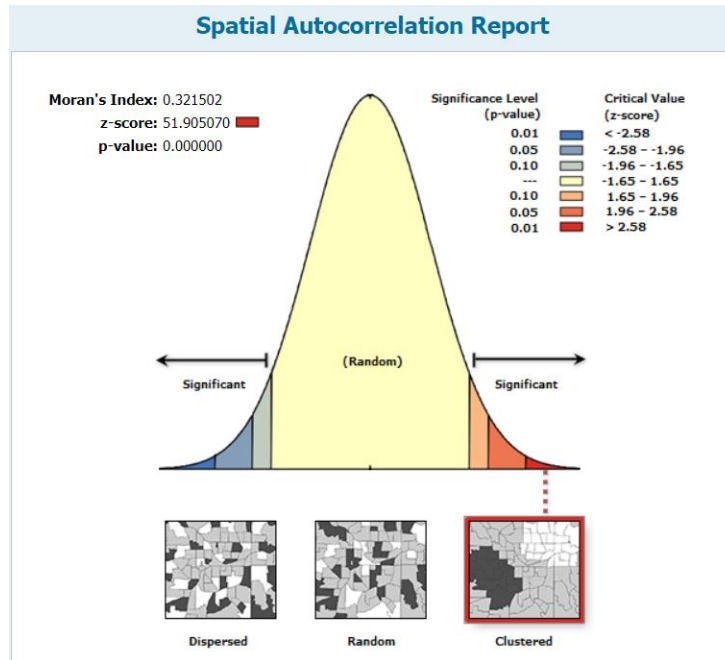 Spatial Autocorrelation Report
Moran's Index: 0.321502
z-score: 51.905070
p-value: 0.000000
Significance Level
(p-value)
Critical Value
(z-score)
0.01 < -2.58
0.05 -2.58 – -1.96
0.10 -1.96 – -1.65
--- -1.65 – 1.65
0.10 1.65 – 1.96
0.05 1.96 – 2.58
0.01 > 2.58
(Random)
Significant
Significant
Dispersed
Random
Clustered